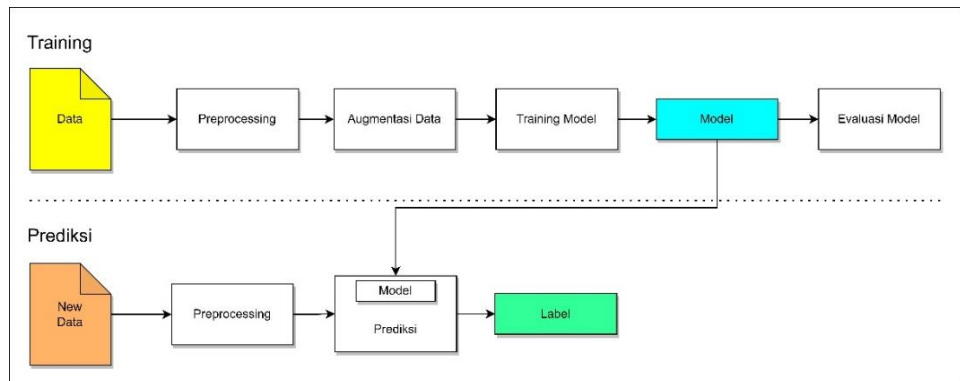 Training
Data
Preprocessing
Augmentasi Data
Training Model
Model
Evaluasi Model
Prediksi
New
Data
Preprocessing
Model
Prediksi
Label